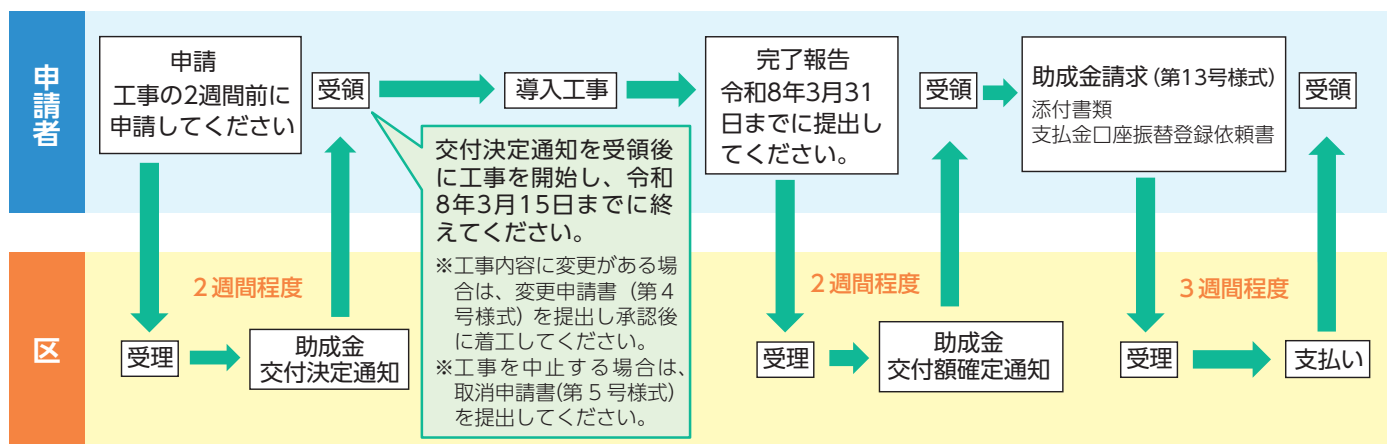 申請者
申請
工事の2週間前に
申請してください
受領
導入工事
完了報告
令和8年3月31
日までに提出し
てください。
受領
助成金請求（第13号様式）
添付書類
支払金口座振替登録依頼書
受領
交付決定通知を受領後
に工事を開始し、令和
8年3月15日までに終
えてください。
※工事内容に変更がある場
合は、変更申請書（第４
号様式）を提出し承認後
に着工してください。
※工事を中止する場合は、
取消申請書(第５号様式)
を提出してください。
区
２週間程度
受理
助成金
交付決定通知
２週間程度
受理
助成金
交付額確定通知
３週間程度
受理
支払い